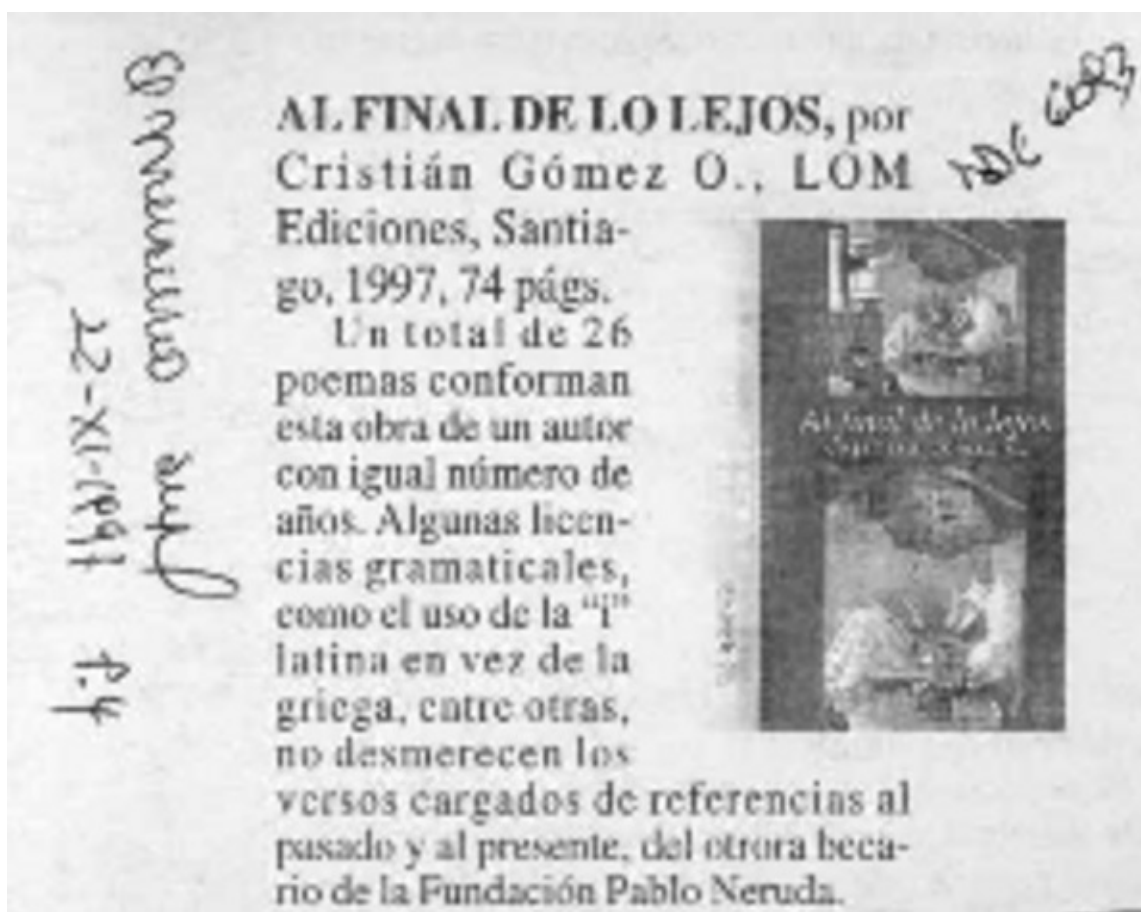 AL FINAL DE LO LEJOS, por
Cristián Gómez O., LOM
Ediciones, Santia-
go, 1997, 74 págs.
Un total de 26
poemas conforman
esta obra de un autor
con igual número de
años. Algunas licen-
cias gramaticales,
como el uso de la "i"
latina en vez de la
griega, entre otras,
no desmerecen los
versos cargados de referencias al
pasado y al presente, del otrora beca-
rio de la Fundación Pablo Neruda.
Al final de lo lejos
22-XI-1997 p.4